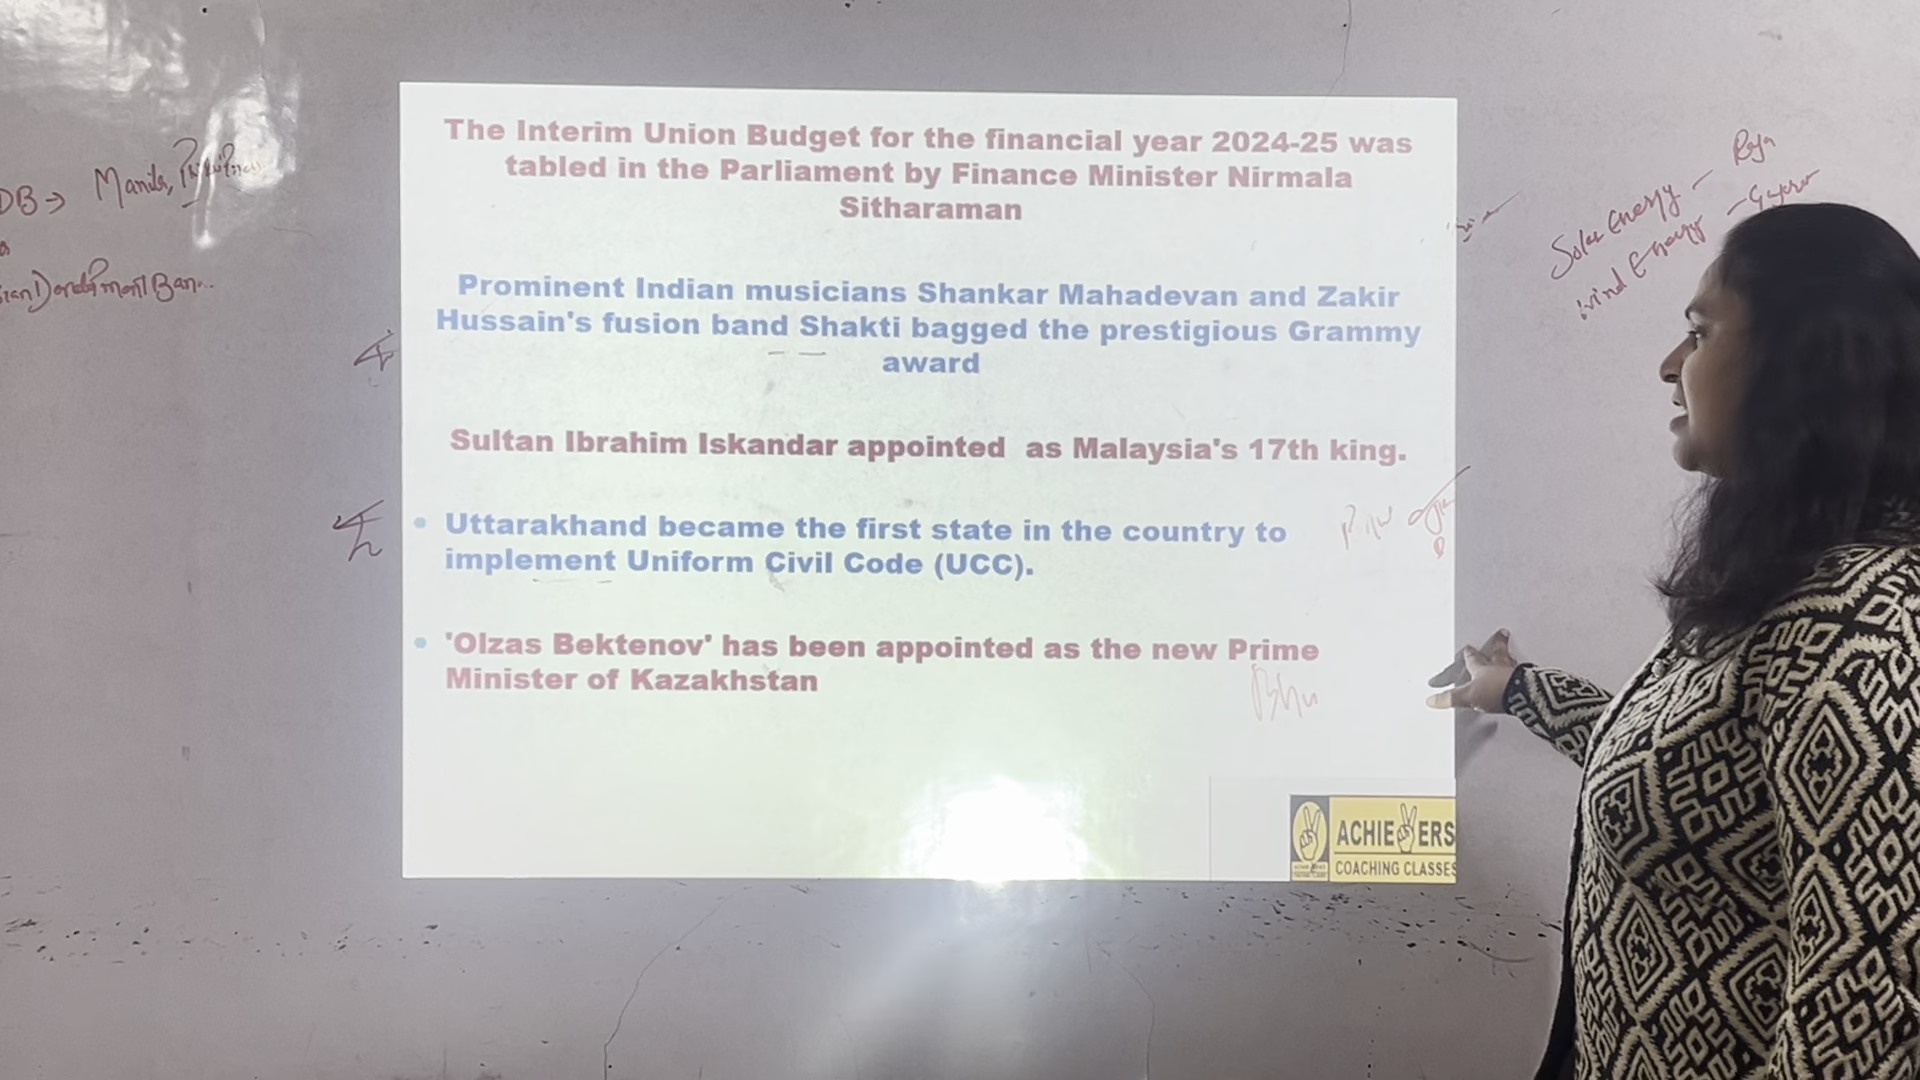 The Interim Union Budget for the financial year 2024-25 was
tabled in the Parliament by Finance Minister Nirmala
Sitharaman
Prominent Indian musicians Shankar Mahadevan and Zakir
Hussain's fusion band Shakti bagged the prestigious Grammy
award
Sultan Ibrahim Iskandar appointed as Malaysia's 17th king.
• Uttarakhand became the first state in the country to
implement Uniform Civil Code (UCC).
• 'Olzas Bektenov' has been appointed as the new Prime
Minister of Kazakhstan
Bhu
ACHIEVERS
COACHING CLASSES
DB → Manila,
Solar Energy - Raja
Wind Energy -